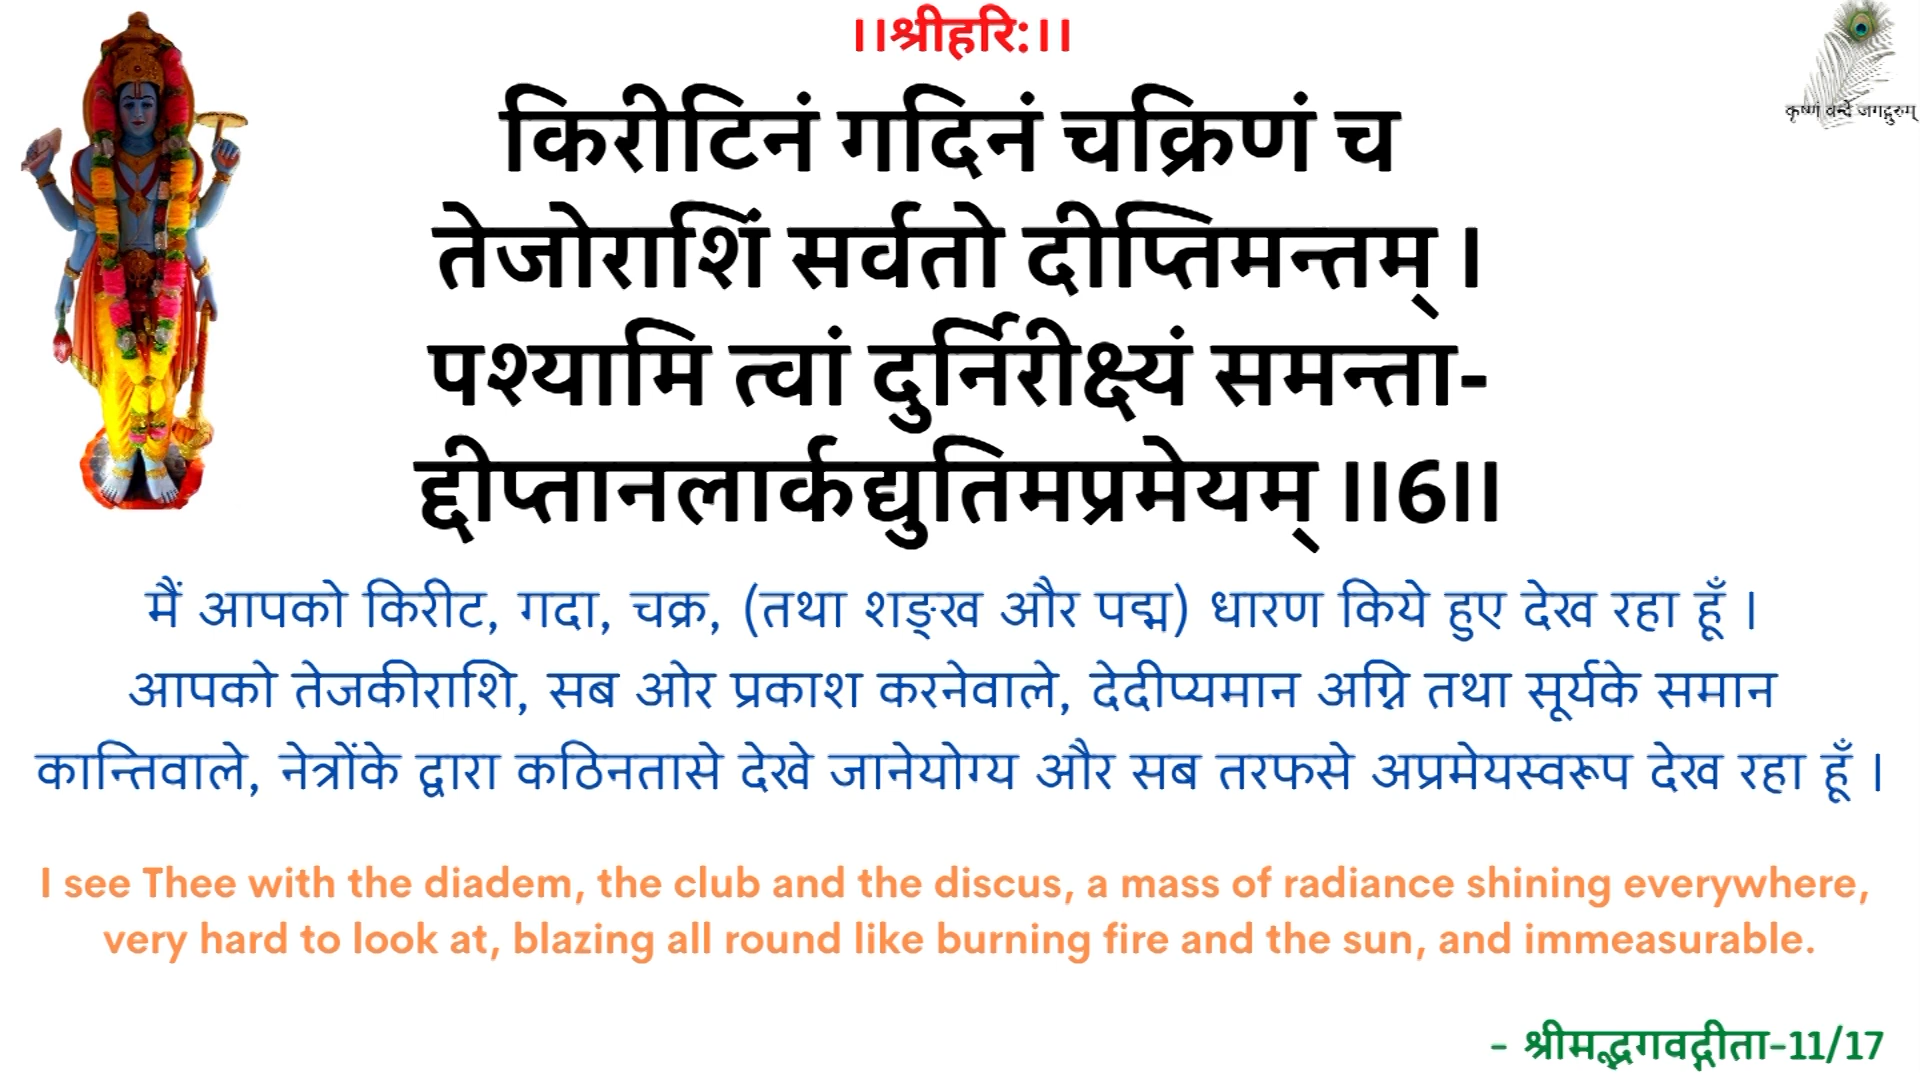 ।।श्रीहरि:।।
कृष्णं वन्दे जगद्गुरुम्
किरीटिनं गदिनं चक्रिणं च
तेजोराशिं सर्वतो दीप्तिमन्तम् ।
पश्यामि त्वां दुर्निरीक्ष्यं समन्ता-
द्दीप्तानलार्कद्युतिमप्रमेयम् ।।6।।
मैं आपको किरीट, गदा, चक्र, (तथा शङ्ख और पद्म) धारण किये हुए देख रहा हूँ ।
आपको तेजकीराशि, सब ओर प्रकाश करनेवाले, देदीप्यमान अग्नि तथा सूर्यके समान
कान्तिवाले, नेत्रोंके द्वारा कठिनतासे देखे जानेयोग्य और सब तरफसे अप्रमेयस्वरूप देख रहा हूँ ।
I see Thee with the diadem, the club and the discus, a mass of radiance shining everywhere,
very hard to look at, blazing all round like burning fire and the sun, and immeasurable.
- श्रीमद्भगवद्गीता-11/17